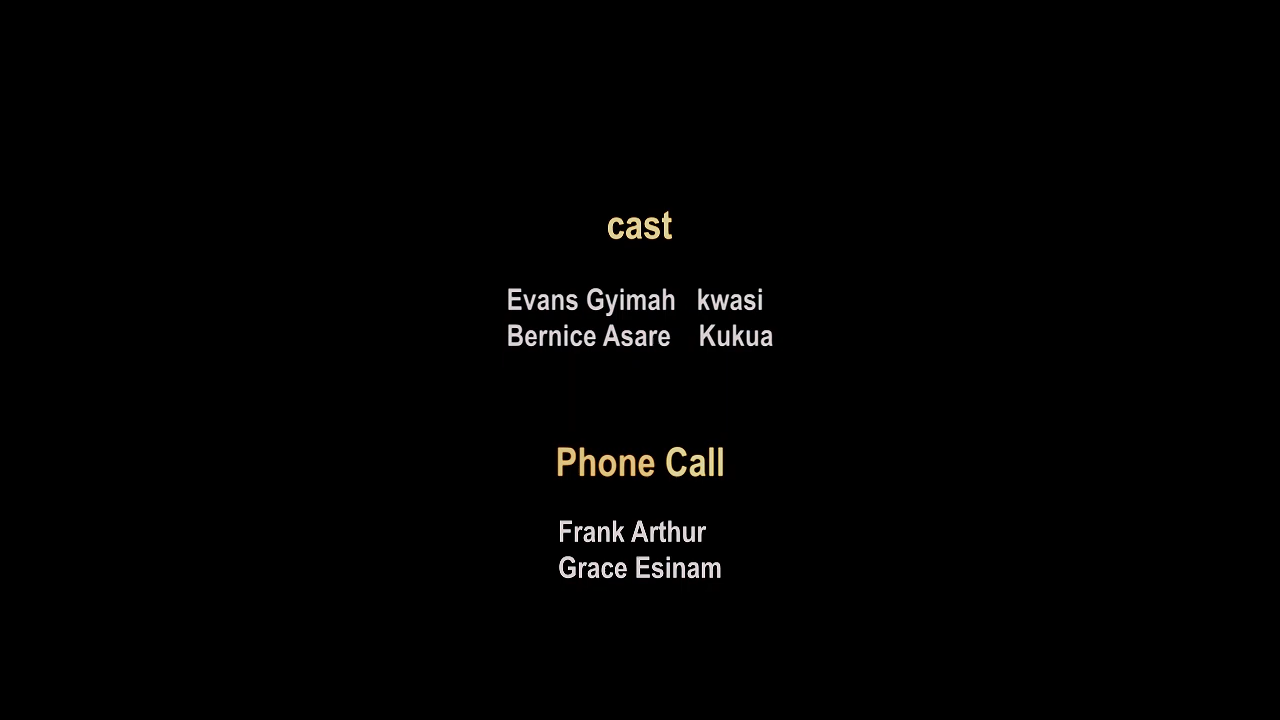 cast
Evans Gyimah kwasi
Bernice Asare Kukua
Phone Call
Frank Arthur
Grace Esinam